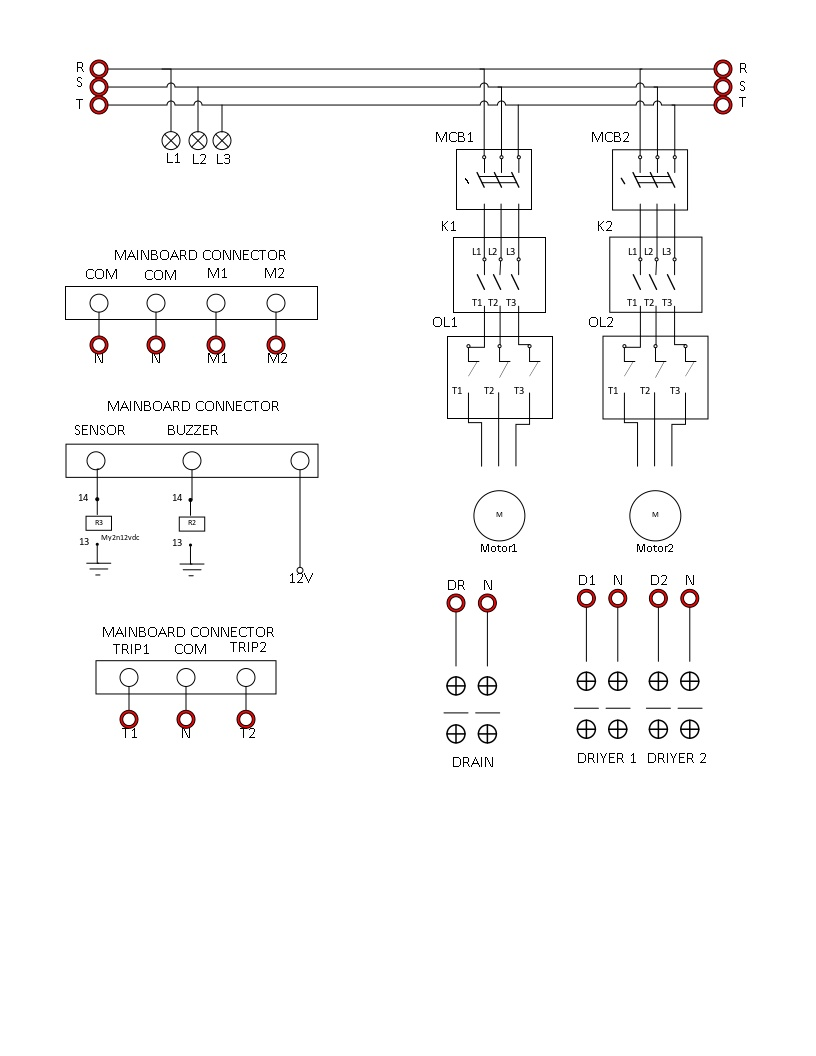 R R
S S
T T
L1 L2 L3
MCB1 MCB2
K1 K2
L1 L2 L3 L1 L2 L3
T1 T2 T3 T1 T2 T3
OL1 OL2
T1 T2 T3 T1 T2 T3
M M
Motor1 Motor2
MAINBOARD CONNECTOR
COM COM M1 M2
N N M1 M2
MAINBOARD CONNECTOR
SENSOR BUZZER
14 14
R3 R2
My2n12vdc
13 13
12V
MAINBOARD CONNECTOR
TRIP1 COM TRIP2
T1 N T2
DR N D1 N D2 N
DRAIN DRIYER 1 DRIYER 2